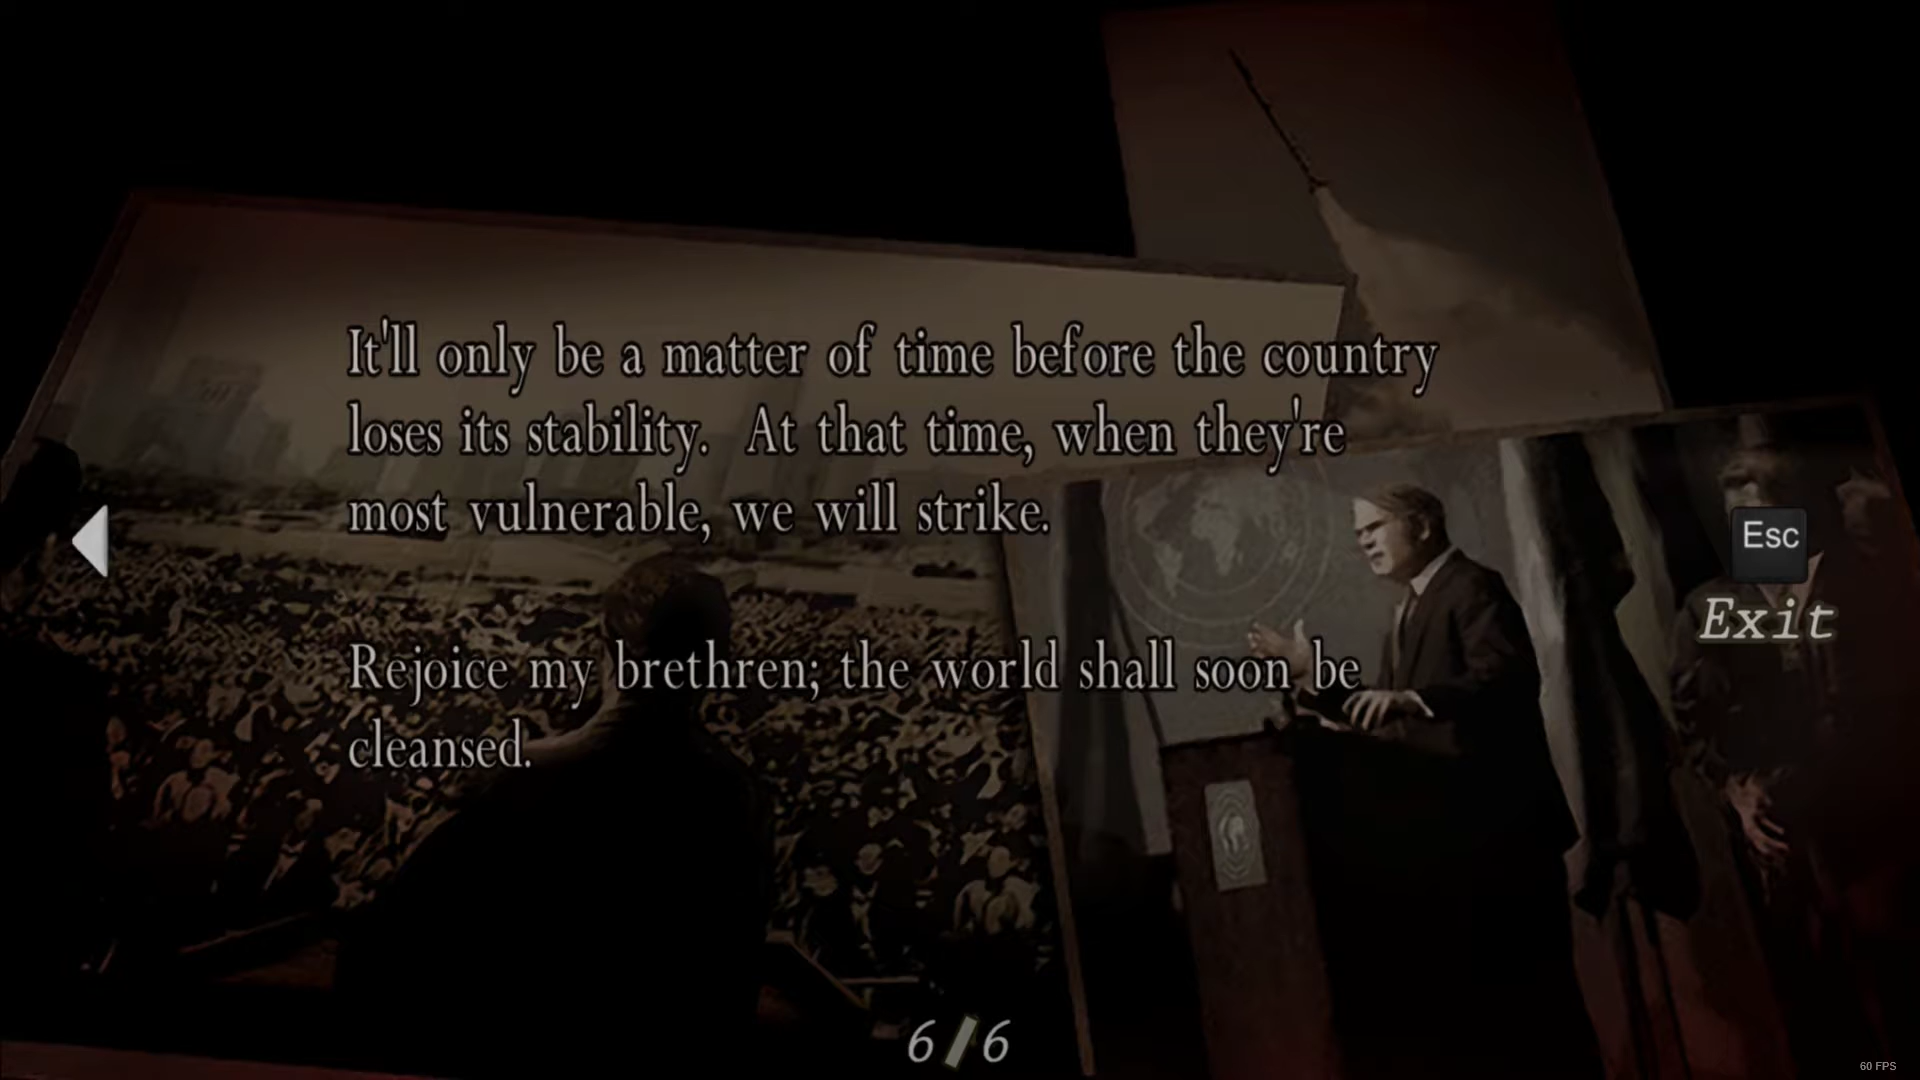 It'll only be a matter of time before the country
loses its stability.  At that time, when they're
most vulnerable, we will strike.
Rejoice my brethren; the world shall soon be
cleansed.
Esc
Exit
6/6
60 FPS